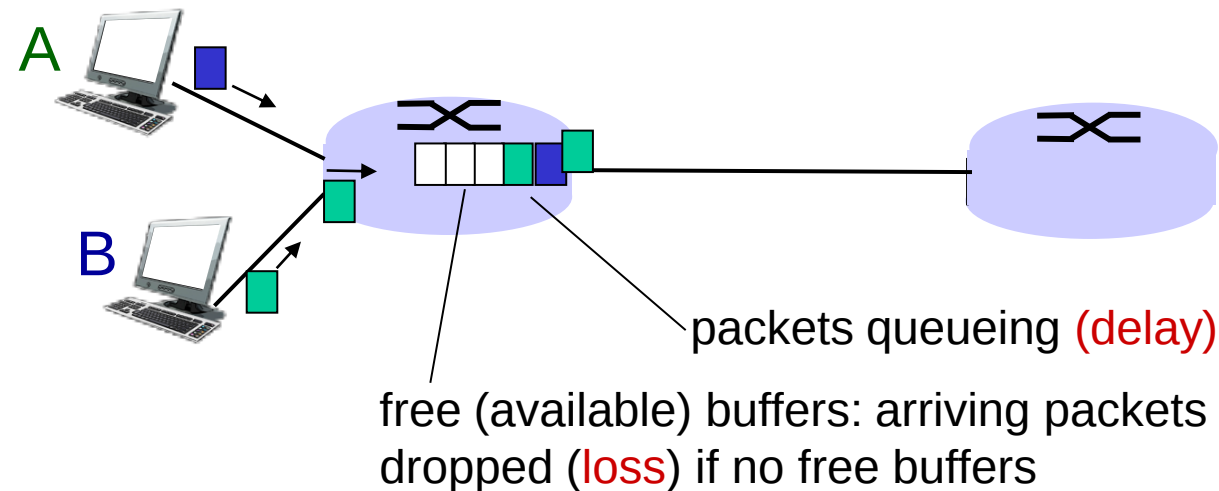 A
B
packets queueing (delay)
free (available) buffers: arriving packets
dropped (loss) if no free buffers